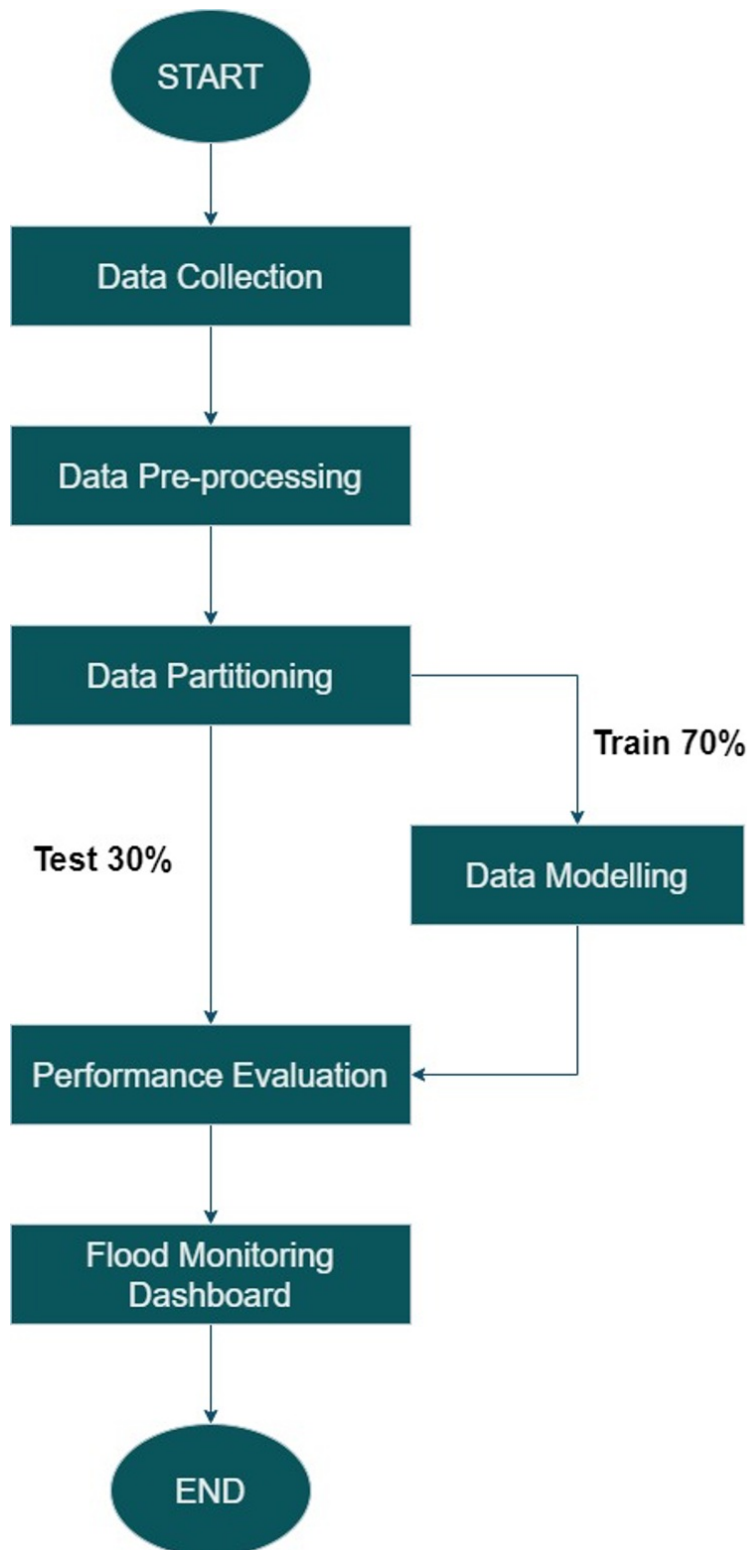 START
Data Collection
Data Pre-processing
Data Partitioning
Train 70%
Test 30%
Data Modelling
Performance Evaluation
Flood Monitoring
Dashboard
END